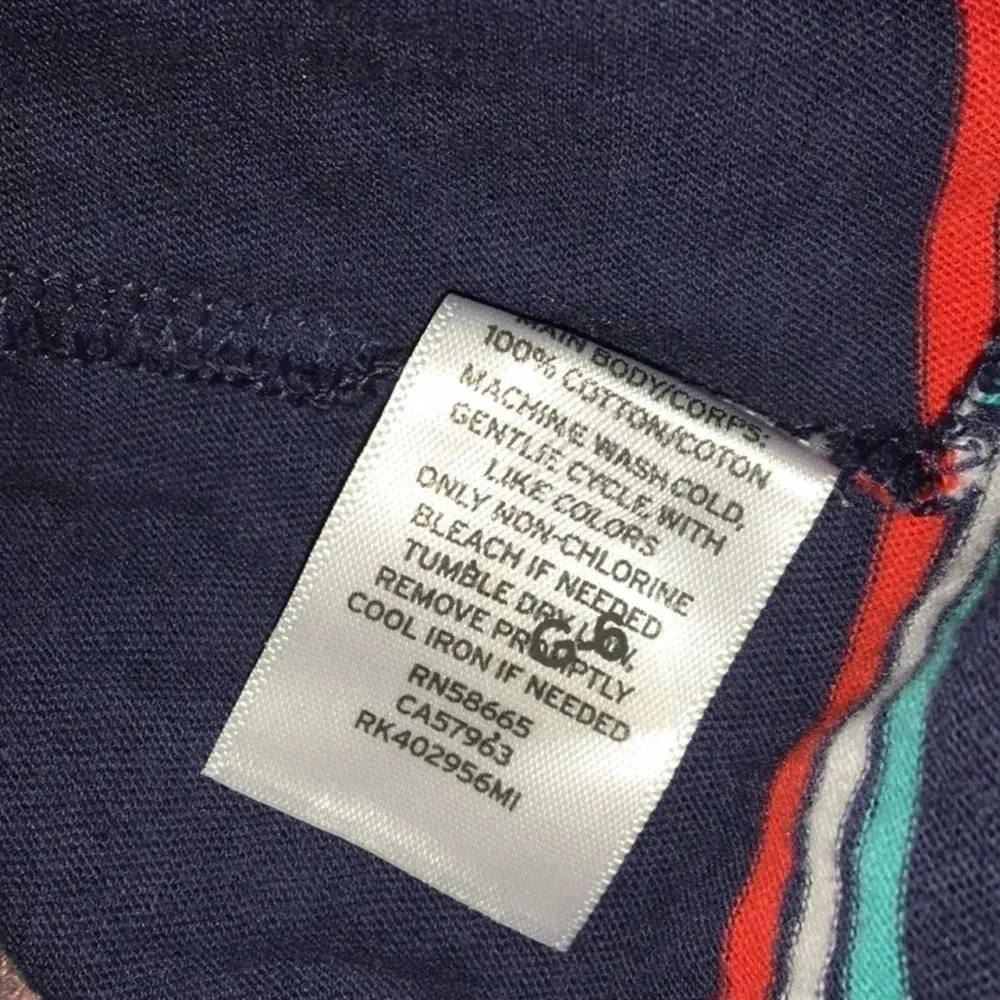 MAIN BODY/CORPS:
100% COTTON/COTON
MACHINE WASH COLD,
GENTLE CYCLE, WITH
LIKE COLORS
ONLY NON-CHLORINE
BLEACH IF NEEDED
TUMBLE DRY LOW,
REMOVE PROMPTLY
COOL IRON IF NEEDED
G-6
RN58665
CA57963
RK402956MI